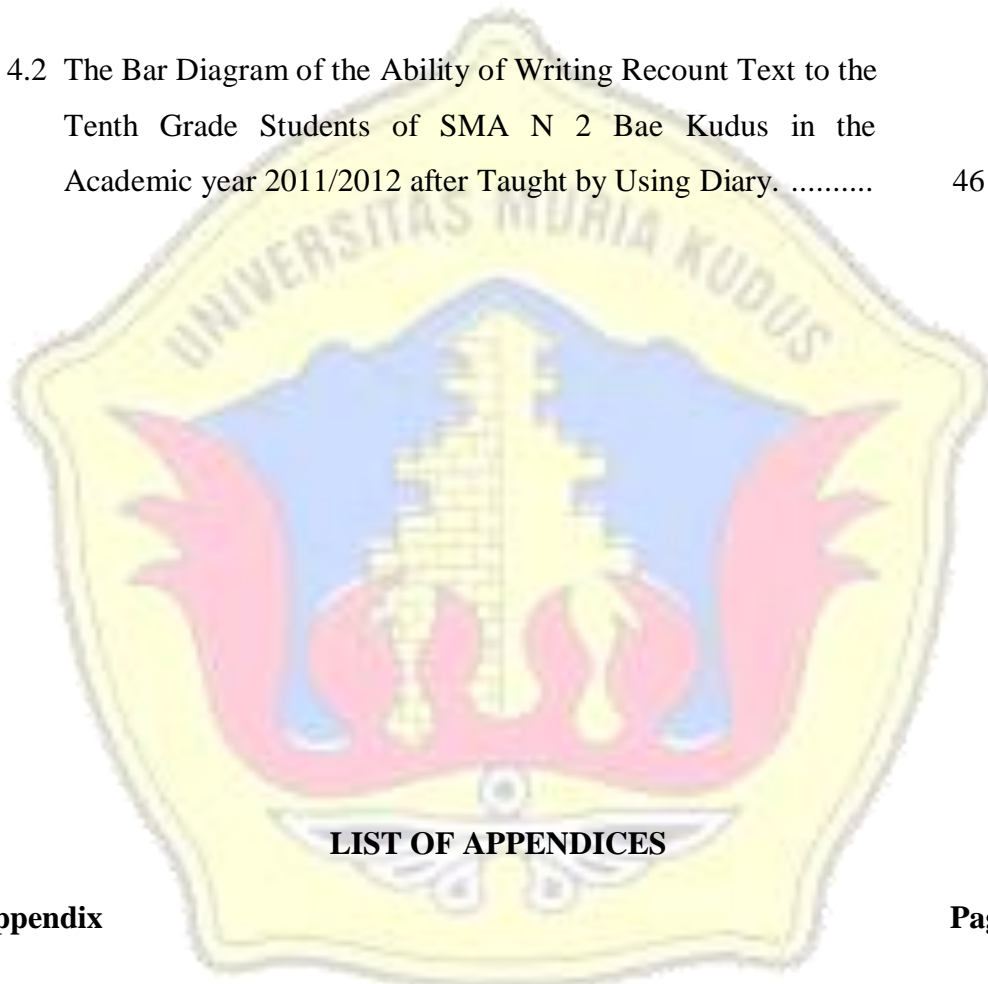 4.2 The Bar Diagram of the Ability of Writing Recount Text to the
Tenth Grade Students of SMA N 2 Bae Kudus in the
Academic year 2011/2012 after Taught by Using Diary. .......... 46
UNIVERSITAS MURIA KUDUS
LIST OF APPENDICES
ppendix Pag